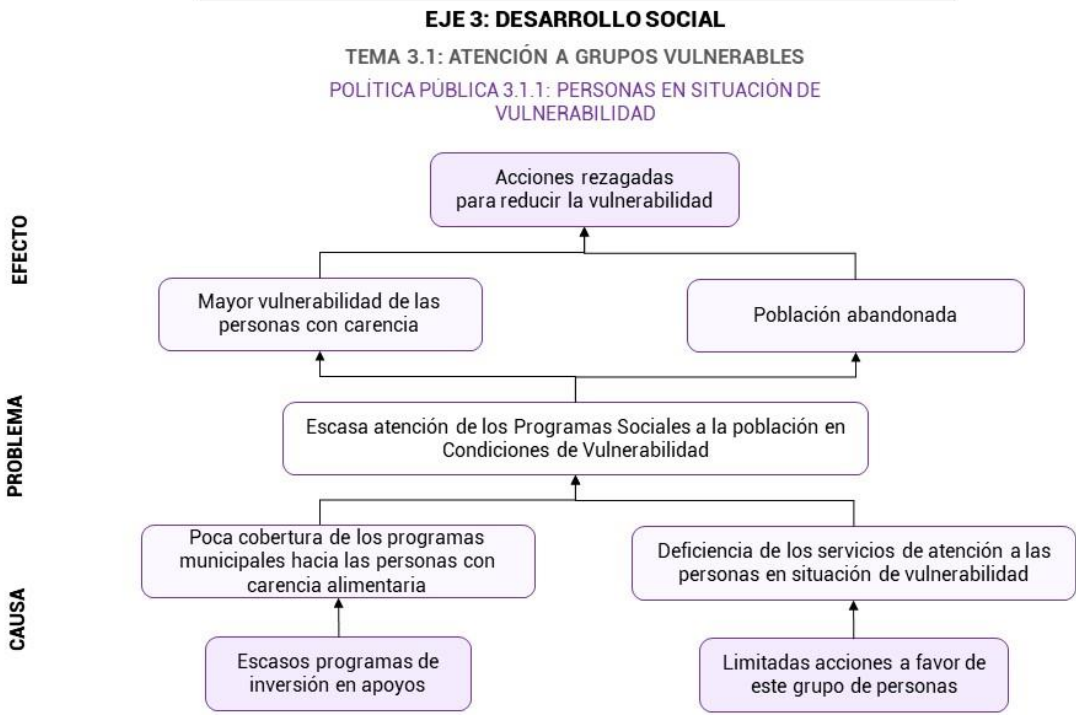 EJE 3: DESARROLLO SOCIAL
TEMA 3.1: ATENCIÓN A GRUPOS VULNERABLES
POLÍTICA PÚBLICA 3.1.1: PERSONAS EN SITUACIÓN DE
VULNERABILIDAD
EFECTO
Acciones rezagadas
para reducir la vulnerabilidad
Mayor vulnerabilidad de las
personas con carencia
Población abandonada
PROBLEMA
Escasa atención de los Programas Sociales a la población en
Condiciones de Vulnerabilidad
CAUSA
Poca cobertura de los programas
municipales hacia las personas con
carencia alimentaria
Deficiencia de los servicios de atención a las
personas en situación de vulnerabilidad
Escasos programas de
inversión en apoyos
Limitadas acciones a favor de
este grupo de personas